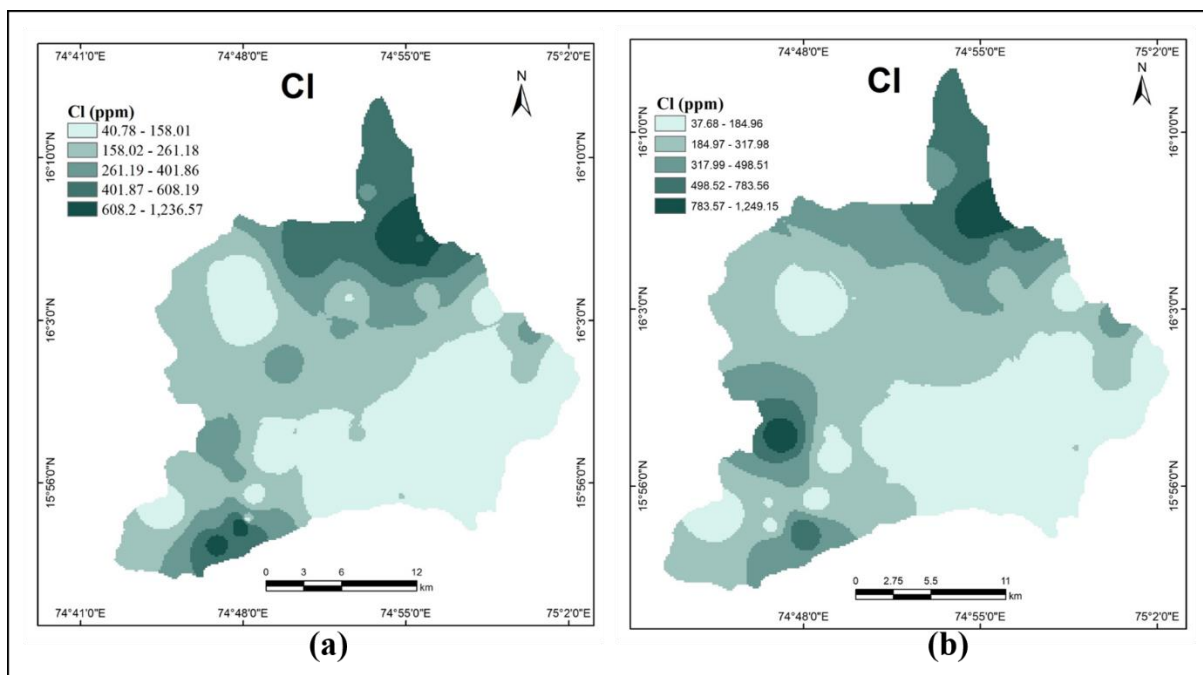 74°41'0"E 74°48'0"E 74°55'0"E 75°2'0"E
Cl
N
Cl (ppm)
40.78 - 158.01
158.02 - 261.18
261.19 - 401.86
401.87 - 608.19
608.2 - 1,236.57
16°10'0"N 16°10'0"N
16°3'0"N 16°3'0"N
15°56'0"N 15°56'0"N
0 3 6 12
km
74°41'0"E 74°48'0"E 74°55'0"E 75°2'0"E
(a)
74°48'0"E 74°55'0"E 75°2'0"E
Cl
N
Cl (ppm)
37.68 - 184.96
184.97 - 317.98
317.99 - 498.51
498.52 - 783.56
783.57 - 1,249.15
16°10'0"N 16°10'0"N
16°3'0"N 16°3'0"N
15°56'0"N 15°56'0"N
0 2.75 5.5 11
km
74°48'0"E 74°55'0"E 75°2'0"E
(b)